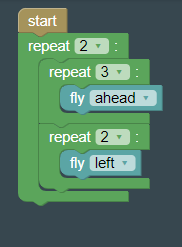 start
repeat 2 :
repeat 3 :
fly ahead
repeat 2 :
fly left